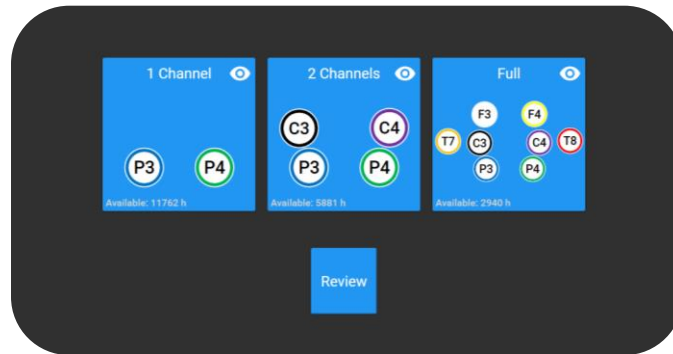 1 Channel
P3 P4
Available: 11762 h
2 Channels
C3 C4
P3 P4
Available: 5881 h
Full
F3 F4
T7 C3 C4 T8
P3 P4
Available: 2940 h
Review